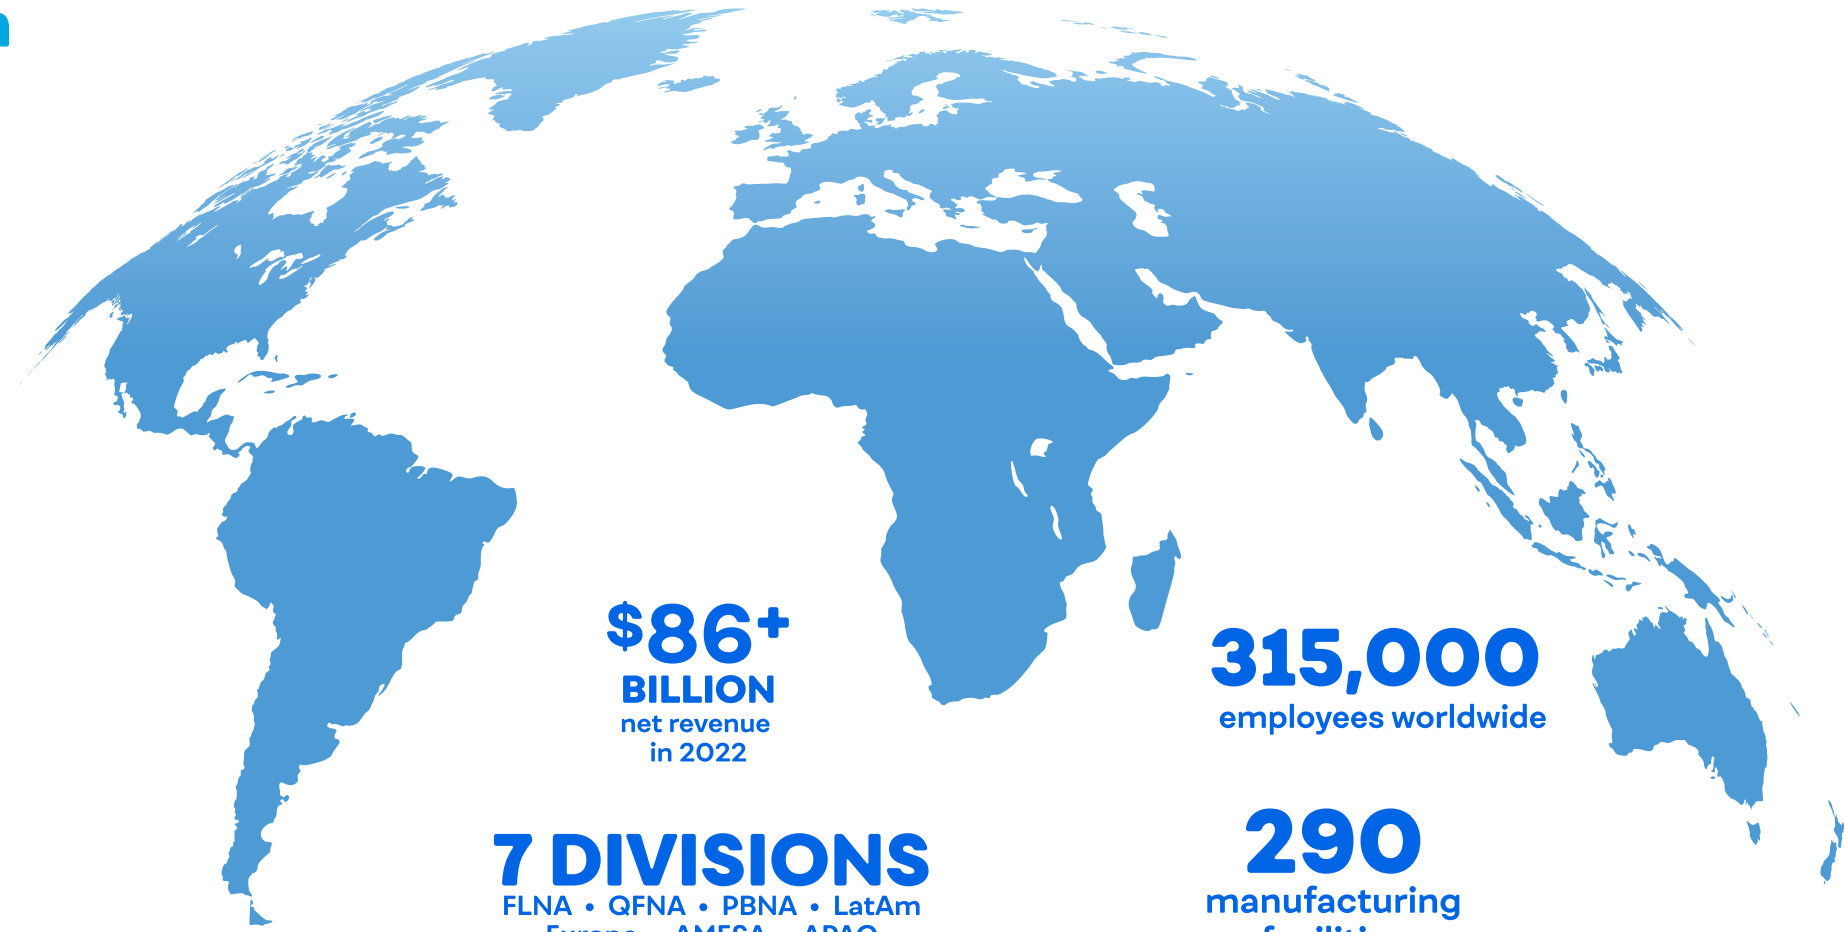 $86+
BILLION
net revenue
in 2022
315,000
employees worldwide
7 DIVISIONS
FLNA • QFNA • PBNA • LatAm
290
manufacturing